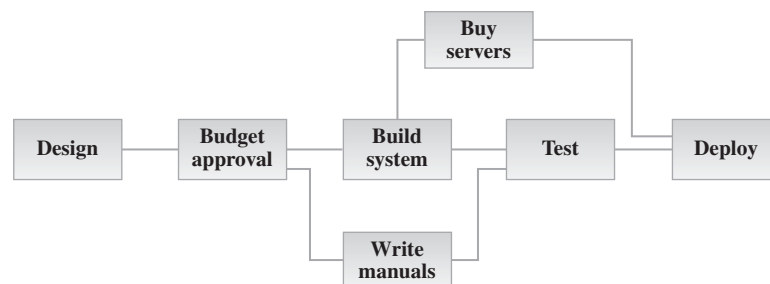 Buy
servers
Design
Budget
approval
Build
system
Test
Deploy
Write
manuals